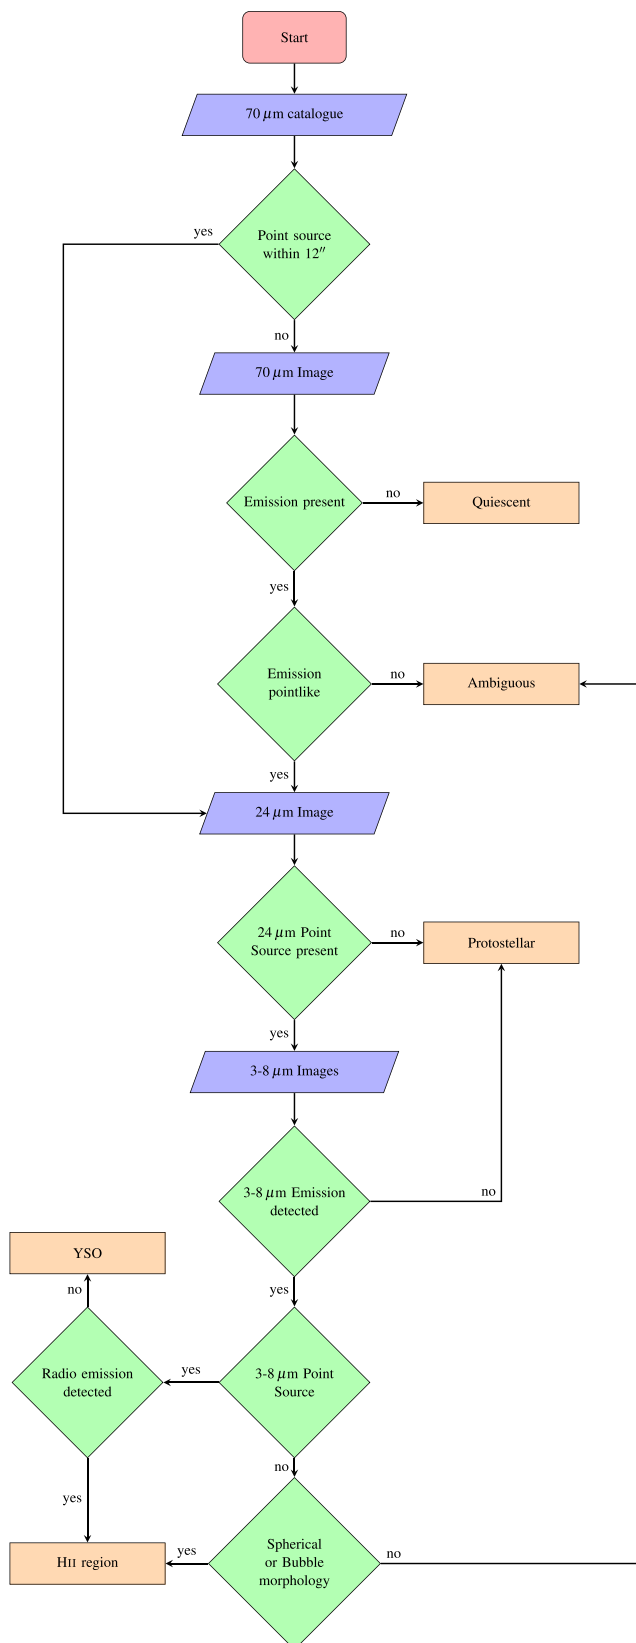 Start
70 μm catalogue
yes
Point source
within 12″
no
70 μm Image
Emission present
no
Quiescent
yes
Emission
pointlike
no
Ambiguous
yes
24 μm Image
24 μm Point
Source present
no
Protostellar
yes
3-8 μm Images
3-8 μm Emission
detected
no
YSO
no
yes
Radio emission
detected
yes
3-8 μm Point
Source
no
yes
HII region
yes
Spherical
or Bubble
morphology
no